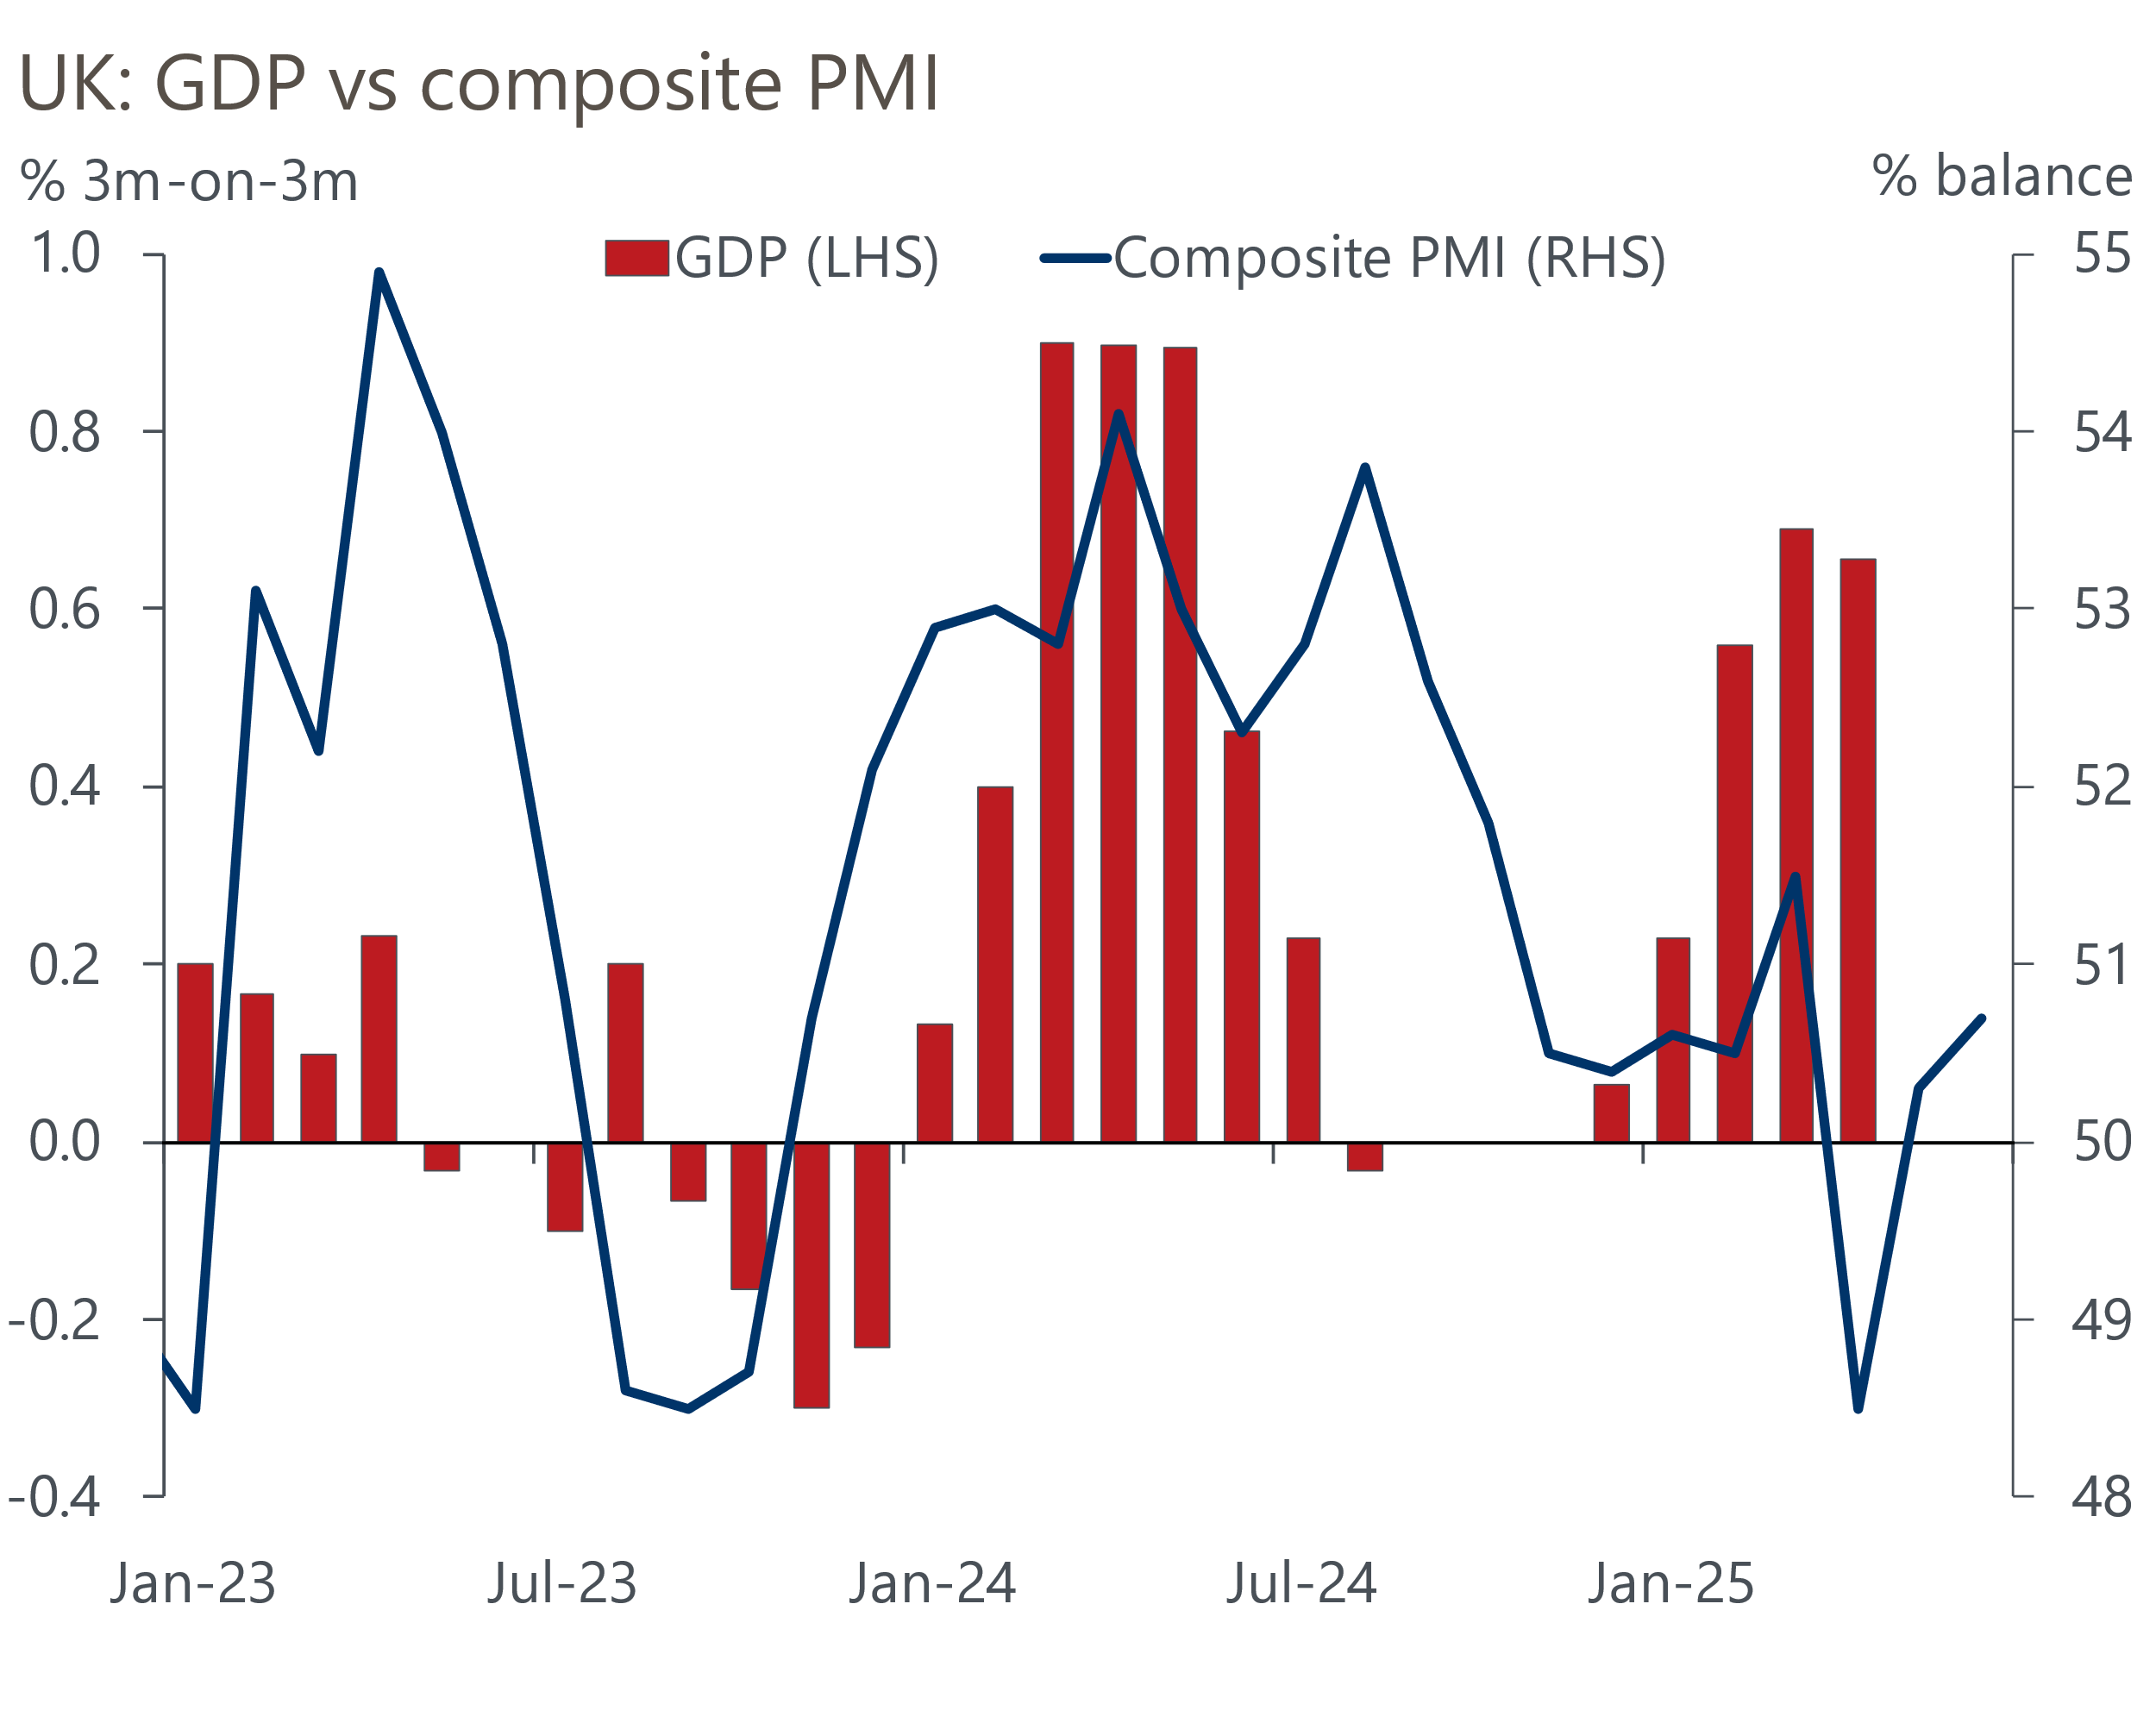 UK: GDP vs composite PMI
% 3m-on-3m % balance
GDP (LHS) Composite PMI (RHS)
1.0 55
0.8 54
0.6 53
0.4 52
0.2 51
0.0 50
-0.2 49
-0.4 48
Jan-23 Jul-23 Jan-24 Jul-24 Jan-25